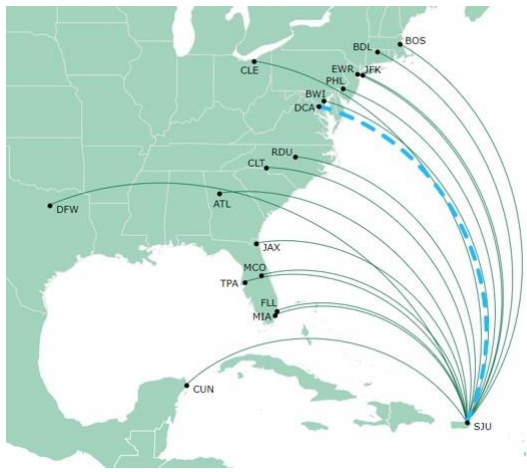 BOS
BDL
CLE
EWR
JFK
PHL
BWI
DCA
RDU
CLT
ATL
DFW
JAX
MCO
TPA
FLL
MIA
CUN
SJU